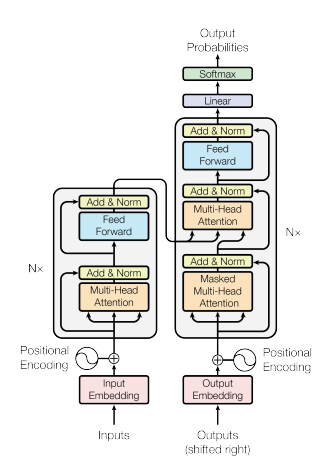 Output
Probabilities
Softmax
Linear
Add & Norm
Feed
Forward
Add & Norm
Multi-Head
Attention
Add & Norm
Masked
Multi-Head
Attention
N×
Add & Norm
Feed
Forward
Add & Norm
Multi-Head
Attention
N×
Positional
Encoding
Positional
Encoding
Input
Embedding
Output
Embedding
Inputs
Outputs
(shifted right)